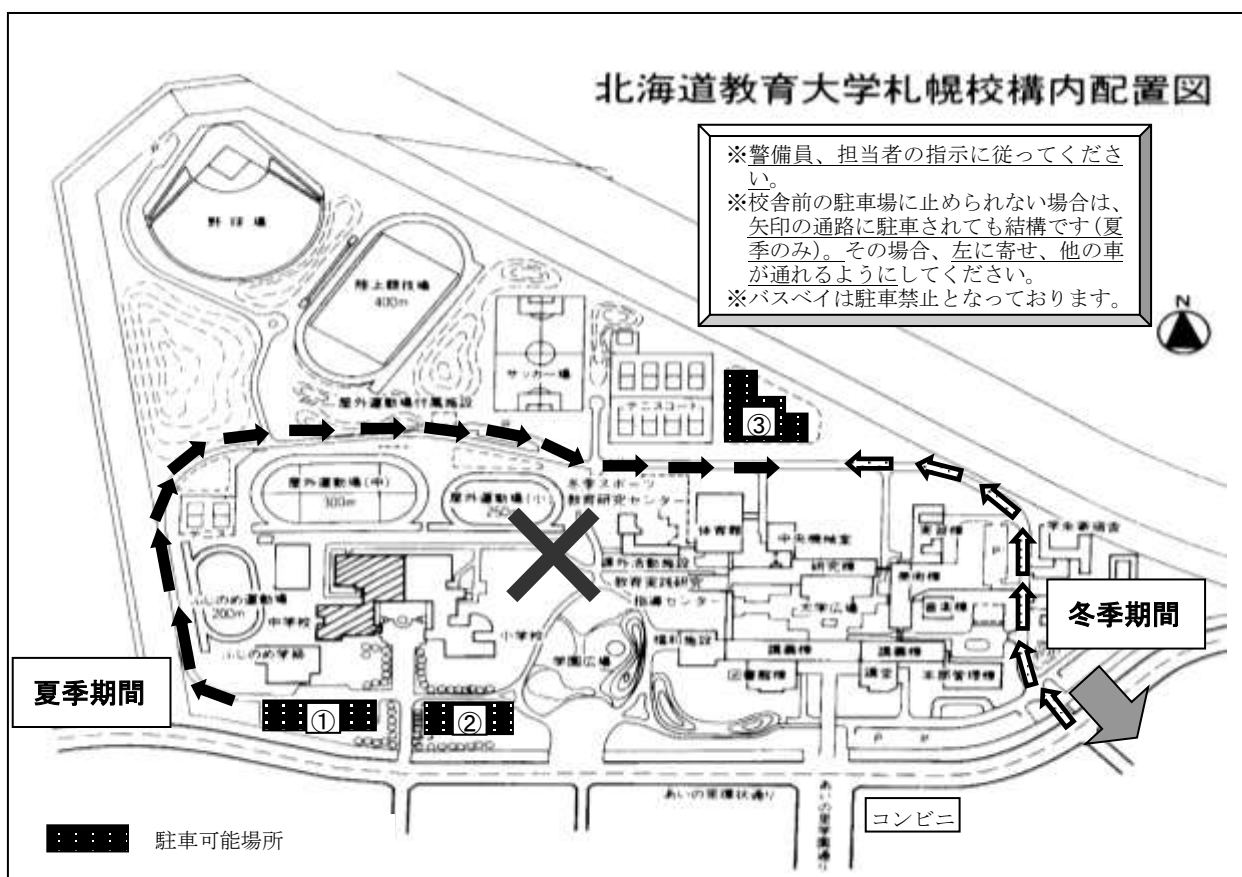 北海道教育大学札幌校構内配置図
※警備員、担当者の指示に従ってくださ
い。
※校舎前の駐車場に止められない場合は、
矢印の通路に駐車されても結構です(夏
季のみ)。その場合、左に寄せ、他の車
が通れるようにしてください。
※バスベイは駐車禁止となっております。
N
野球場
陸上競技場
400m
サッカー場
屋外運動場付属施設
テニスコート
③
屋外運動場(中)
300m
屋外運動場(小)
250m
冬季スポーツ
教育研究センター
体育館
中央機械室
実習棟
P
学生寄宿舎
テニス
課外活動施設
研究棟
美術棟
教育実践研究
指導センター
大学広場
音楽棟
冬季期間
ふじのめ運動場
200m
中学校
ふじのめ学級
小学校
学園広場
福利施設
講義棟
講義棟
図書館棟
講堂
本部管理棟
夏季期間
①
②
P
P
あいの里環状通り
あいの里学園通り
コンビニ
駐車可能場所